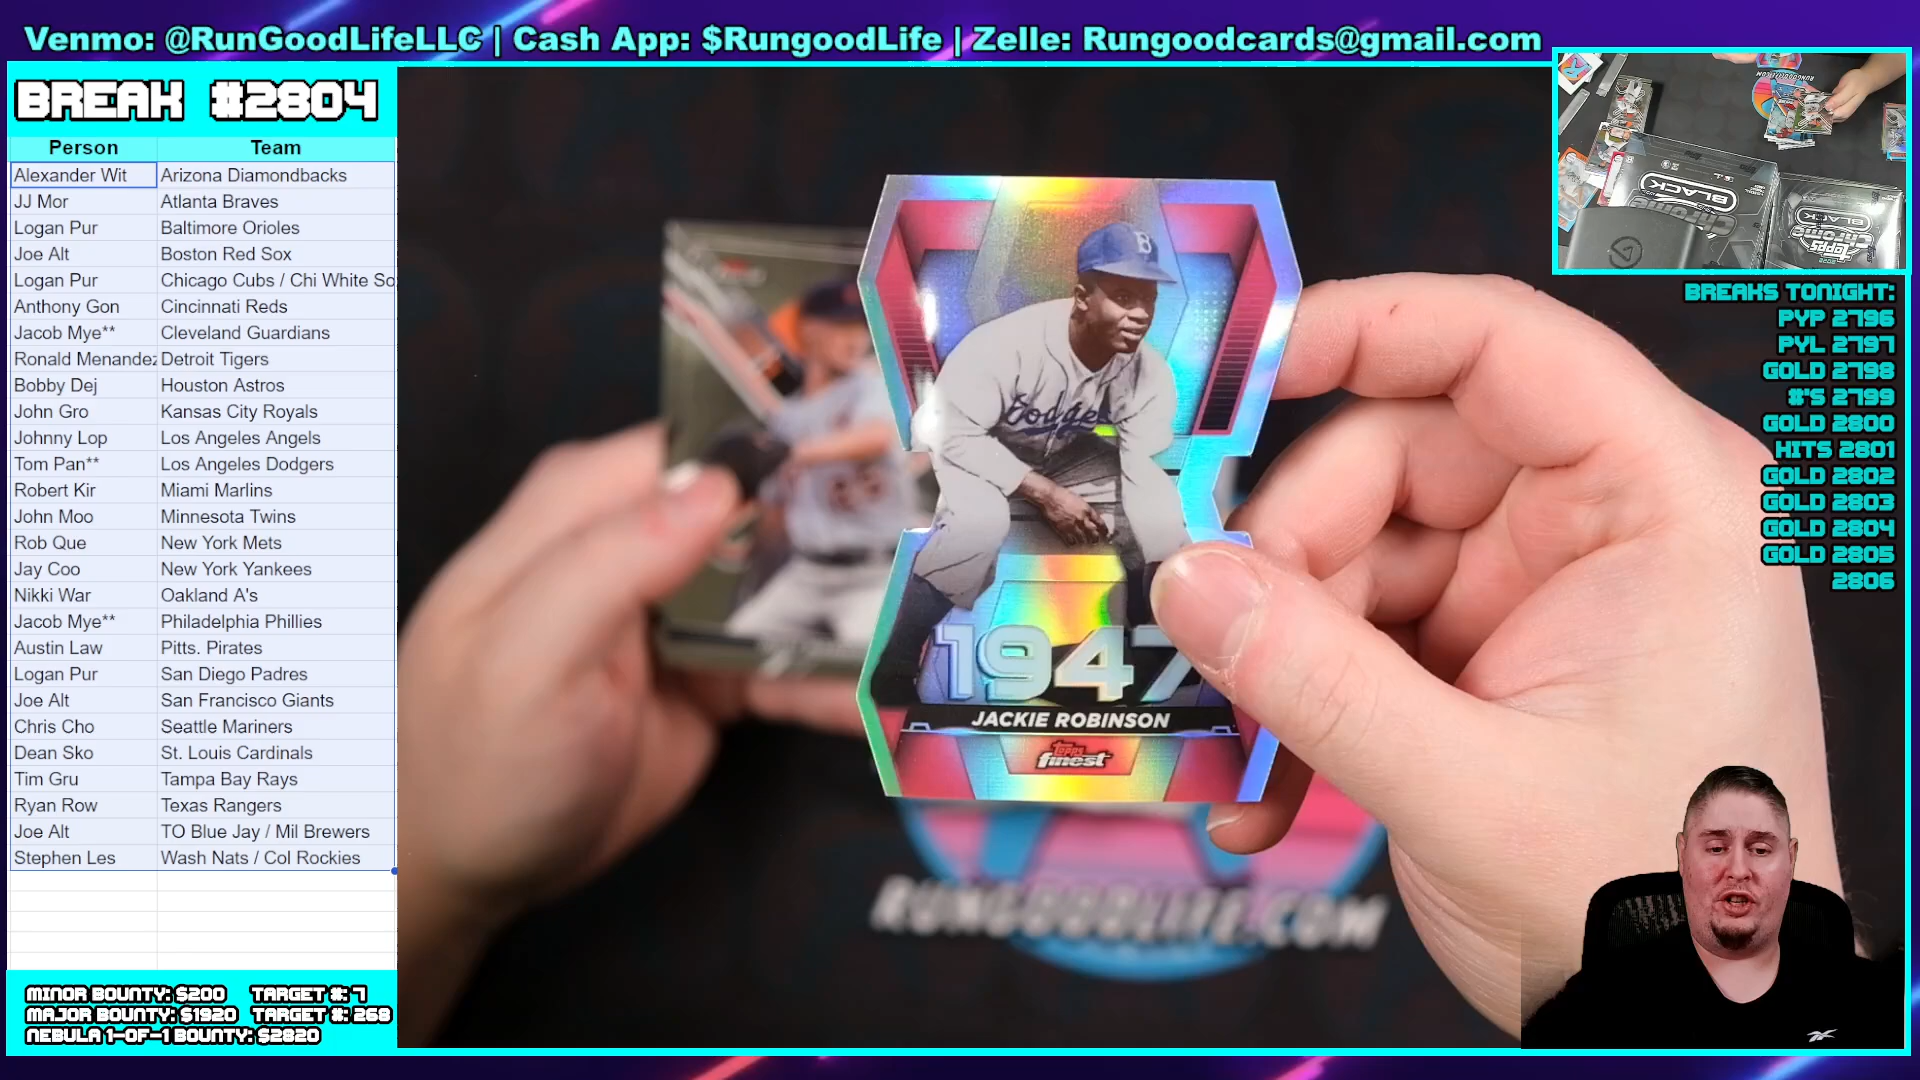 Venmo: @RunGoodLifeLLC | Cash App: $RungoodLife | Zelle: Rungoodcards@gmail.com
BREAK #2804
Person Team
Alexander Wit Arizona Diamondbacks
JJ Mor Atlanta Braves
Logan Pur Baltimore Orioles
Joe Alt Boston Red Sox
Logan Pur Chicago Cubs / Chi White So
Anthony Gon Cincinnati Reds
Jacob Mye** Cleveland Guardians
Ronald Menandez Detroit Tigers
Bobby Dej Houston Astros
John Gro Kansas City Royals
Johnny Lop Los Angeles Angels
Tom Pan** Los Angeles Dodgers
Robert Kir Miami Marlins
John Moo Minnesota Twins
Rob Que New York Mets
Jay Coo New York Yankees
Nikki War Oakland A's
Jacob Mye** Philadelphia Phillies
Austin Law Pitts. Pirates
Logan Pur San Diego Padres
Joe Alt San Francisco Giants
Chris Cho Seattle Mariners
Dean Sko St. Louis Cardinals
Tim Gru Tampa Bay Rays
Ryan Row Texas Rangers
Joe Alt TO Blue Jay / Mil Brewers
Stephen Les Wash Nats / Col Rockies
MINOR BOUNTY: $200 TARGET #: 7
MAJOR BOUNTY: $1920 TARGET #: 268
NEBULA 1-OF-1 BOUNTY: $2820
B
Dodge
1947
JACKIE ROBINSON
Topps
finest
RUNGOODLIFE.COM
BLACK
Chrome
Topps
Chrome
BLACK
BREAKS TONIGHT:
PYP 2796
PYL 2797
GOLD 2798
#'S 2799
GOLD 2800
HITS 2801
GOLD 2802
GOLD 2803
GOLD 2804
GOLD 2805
2806